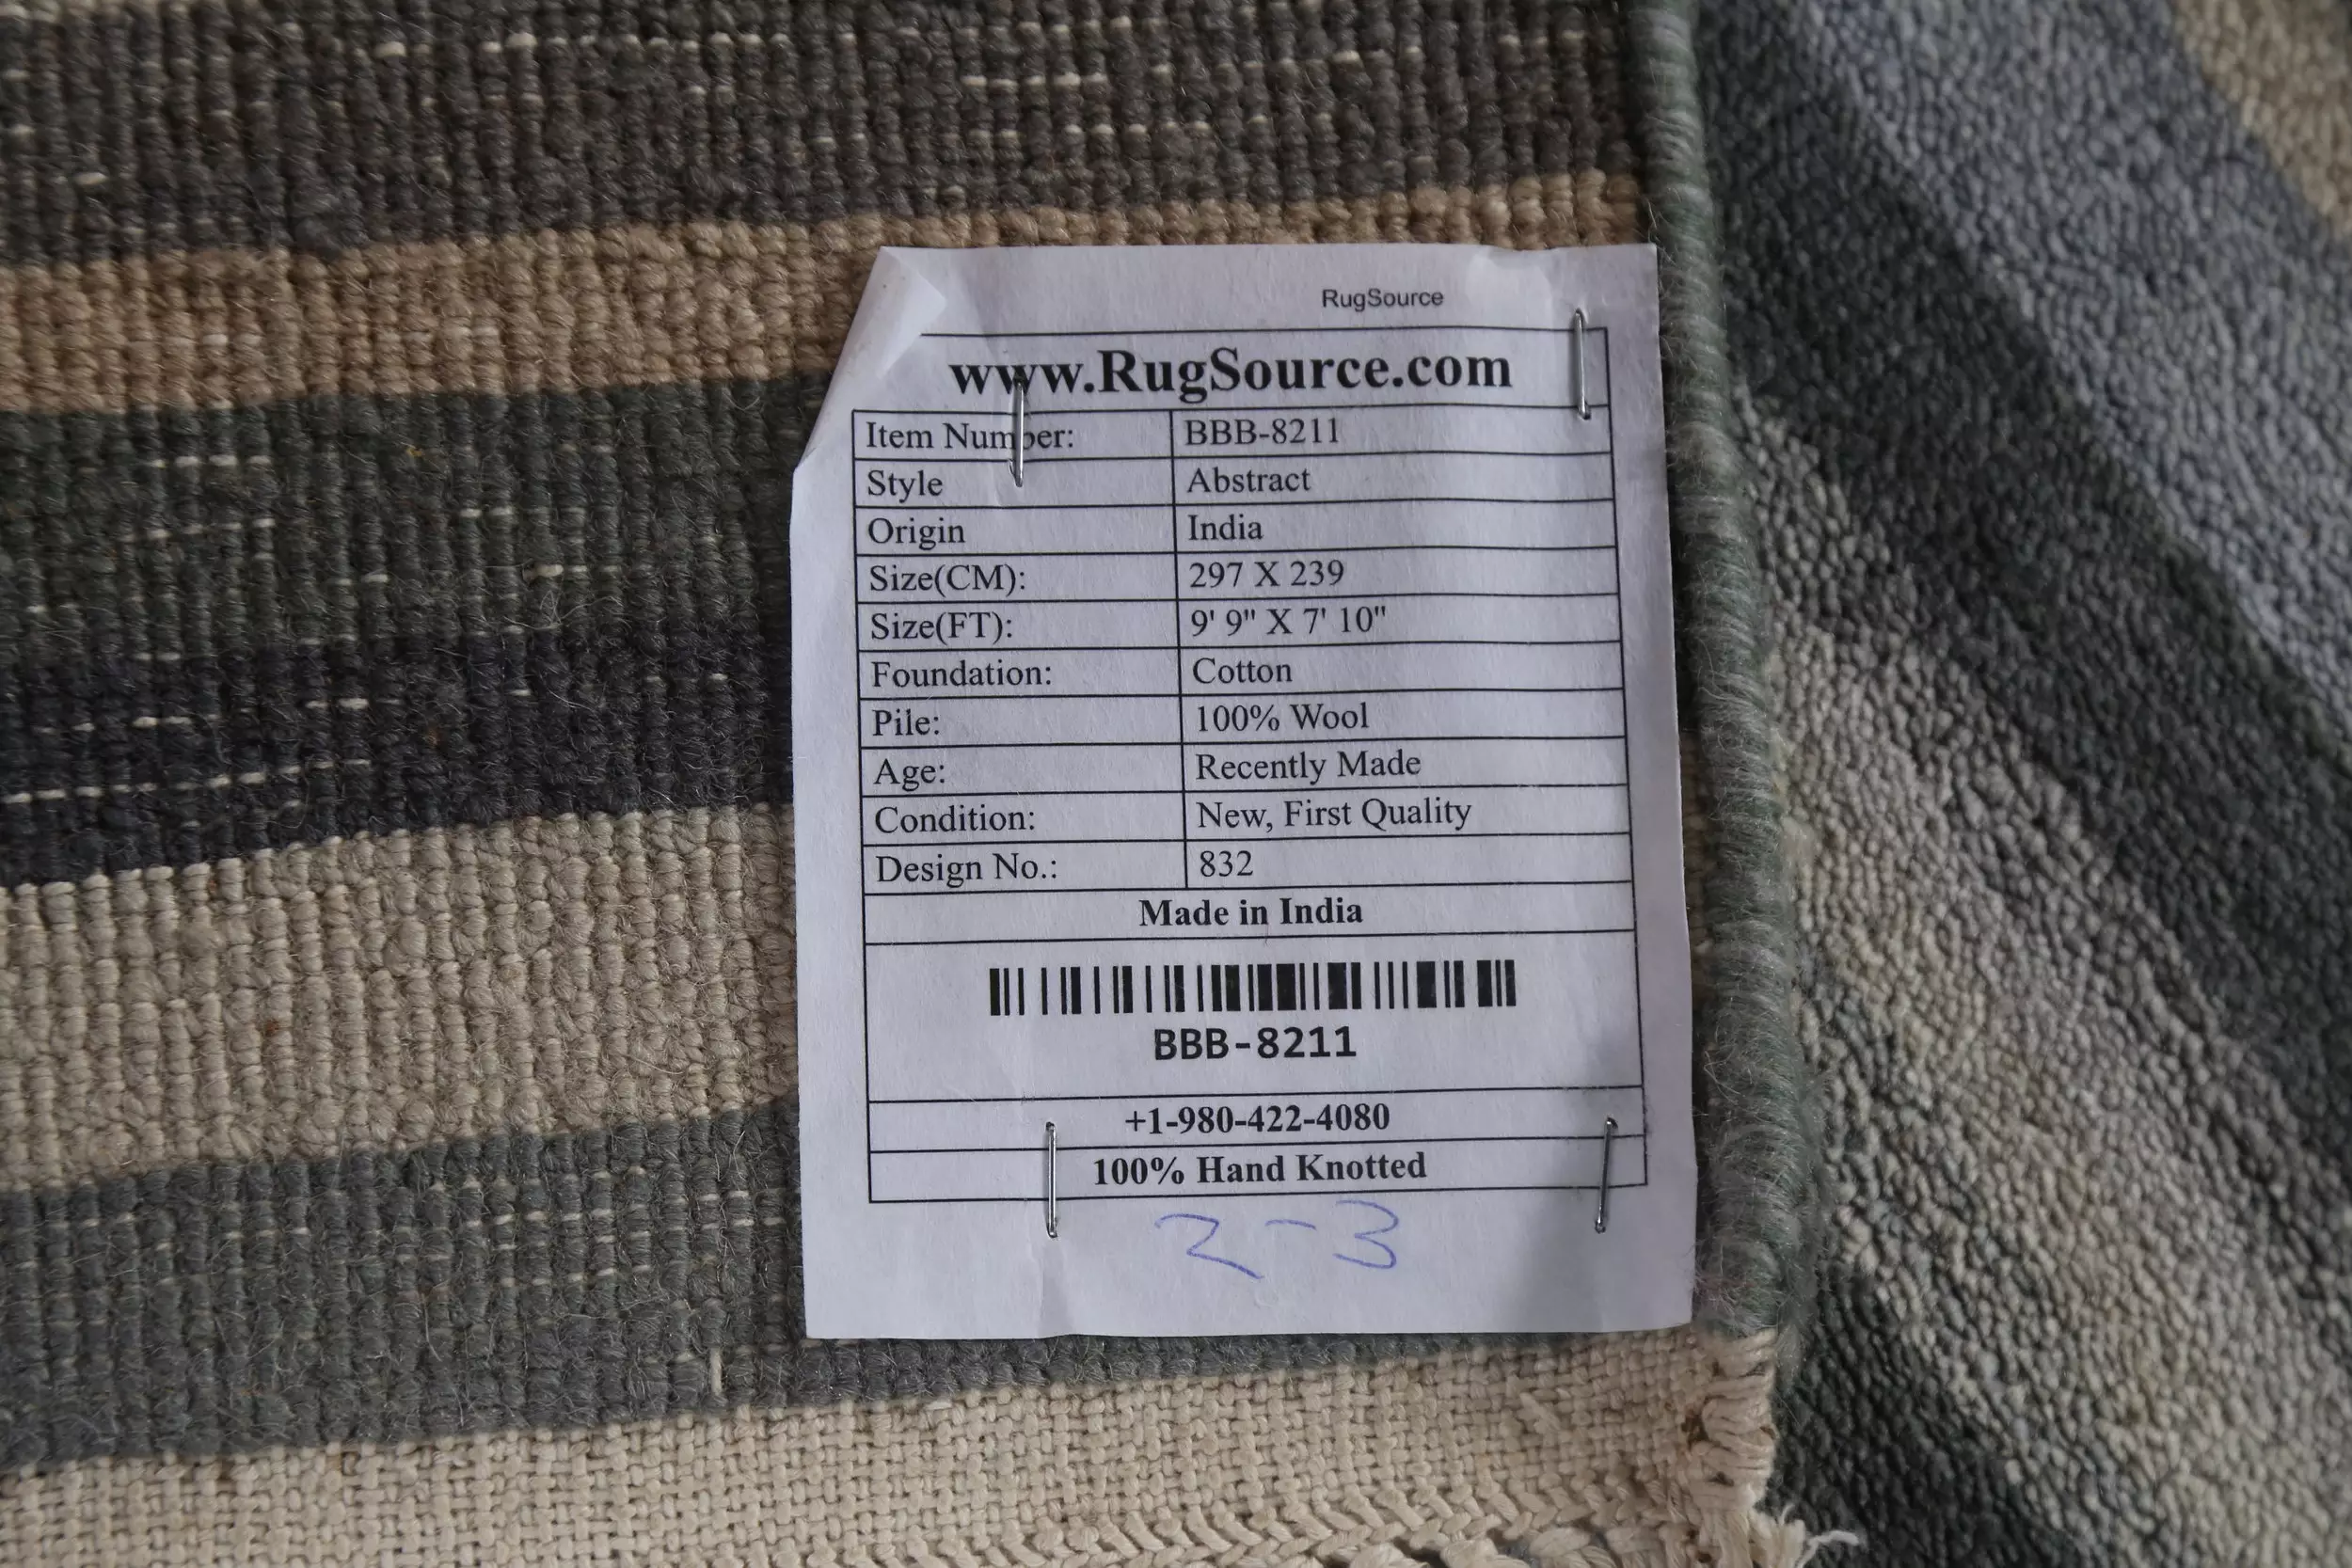 RugSource
www.RugSource.com
Item Number: BBB-8211
Style Abstract
Origin India
Size(CM): 297 X 239
Size(FT): 9' 9" X 7' 10"
Foundation: Cotton
Pile: 100% Wool
Age: Recently Made
Condition: New, First Quality
Design No.: 832
Made in India
BBB-8211
+1-980-422-4080
100% Hand Knotted
2-3